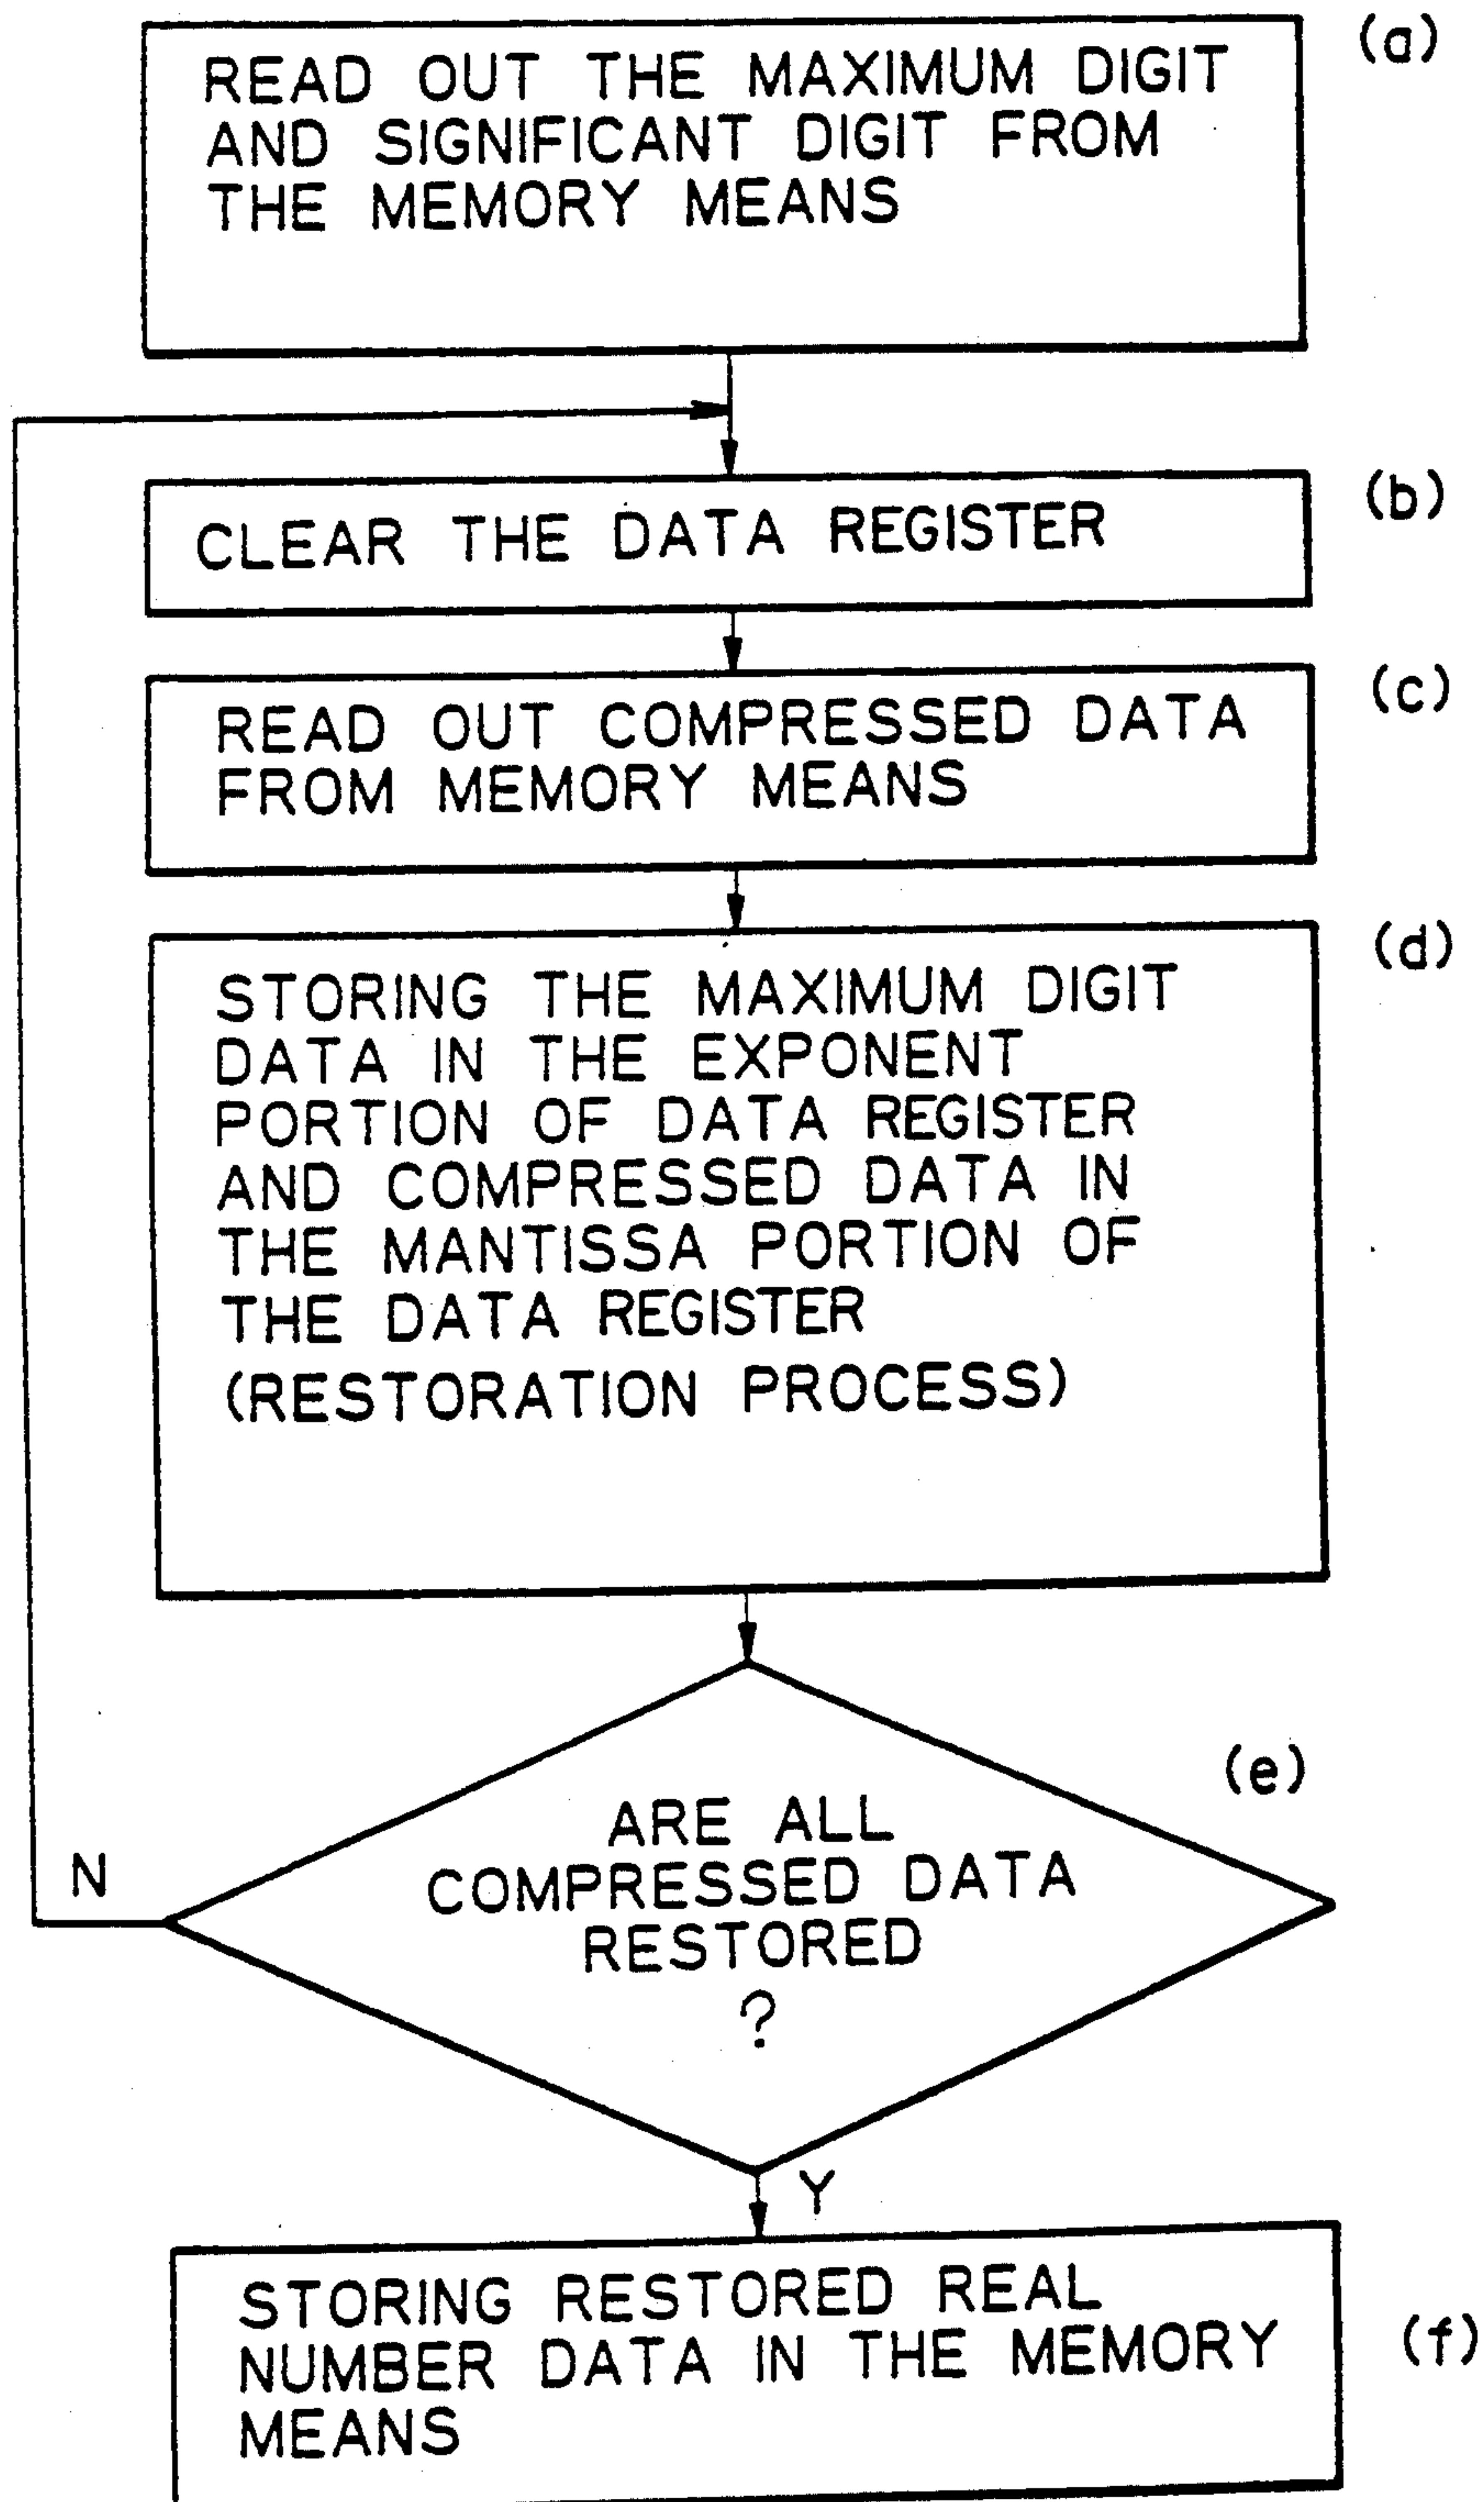 (a)
READ OUT THE MAXIMUM DIGIT
AND SIGNIFICANT DIGIT FROM
THE MEMORY MEANS
(b)
CLEAR THE DATA REGISTER
(c)
READ OUT COMPRESSED DATA
FROM MEMORY MEANS
(d)
STORING THE MAXIMUM DIGIT
DATA IN THE EXPONENT
PORTION OF DATA REGISTER
AND COMPRESSED DATA IN
THE MANTISSA PORTION OF
THE DATA REGISTER
(RESTORATION PROCESS)
(e)
ARE ALL
COMPRESSED DATA
RESTORED
?
N
Y
STORING RESTORED REAL
NUMBER DATA IN THE MEMORY
MEANS
(f)